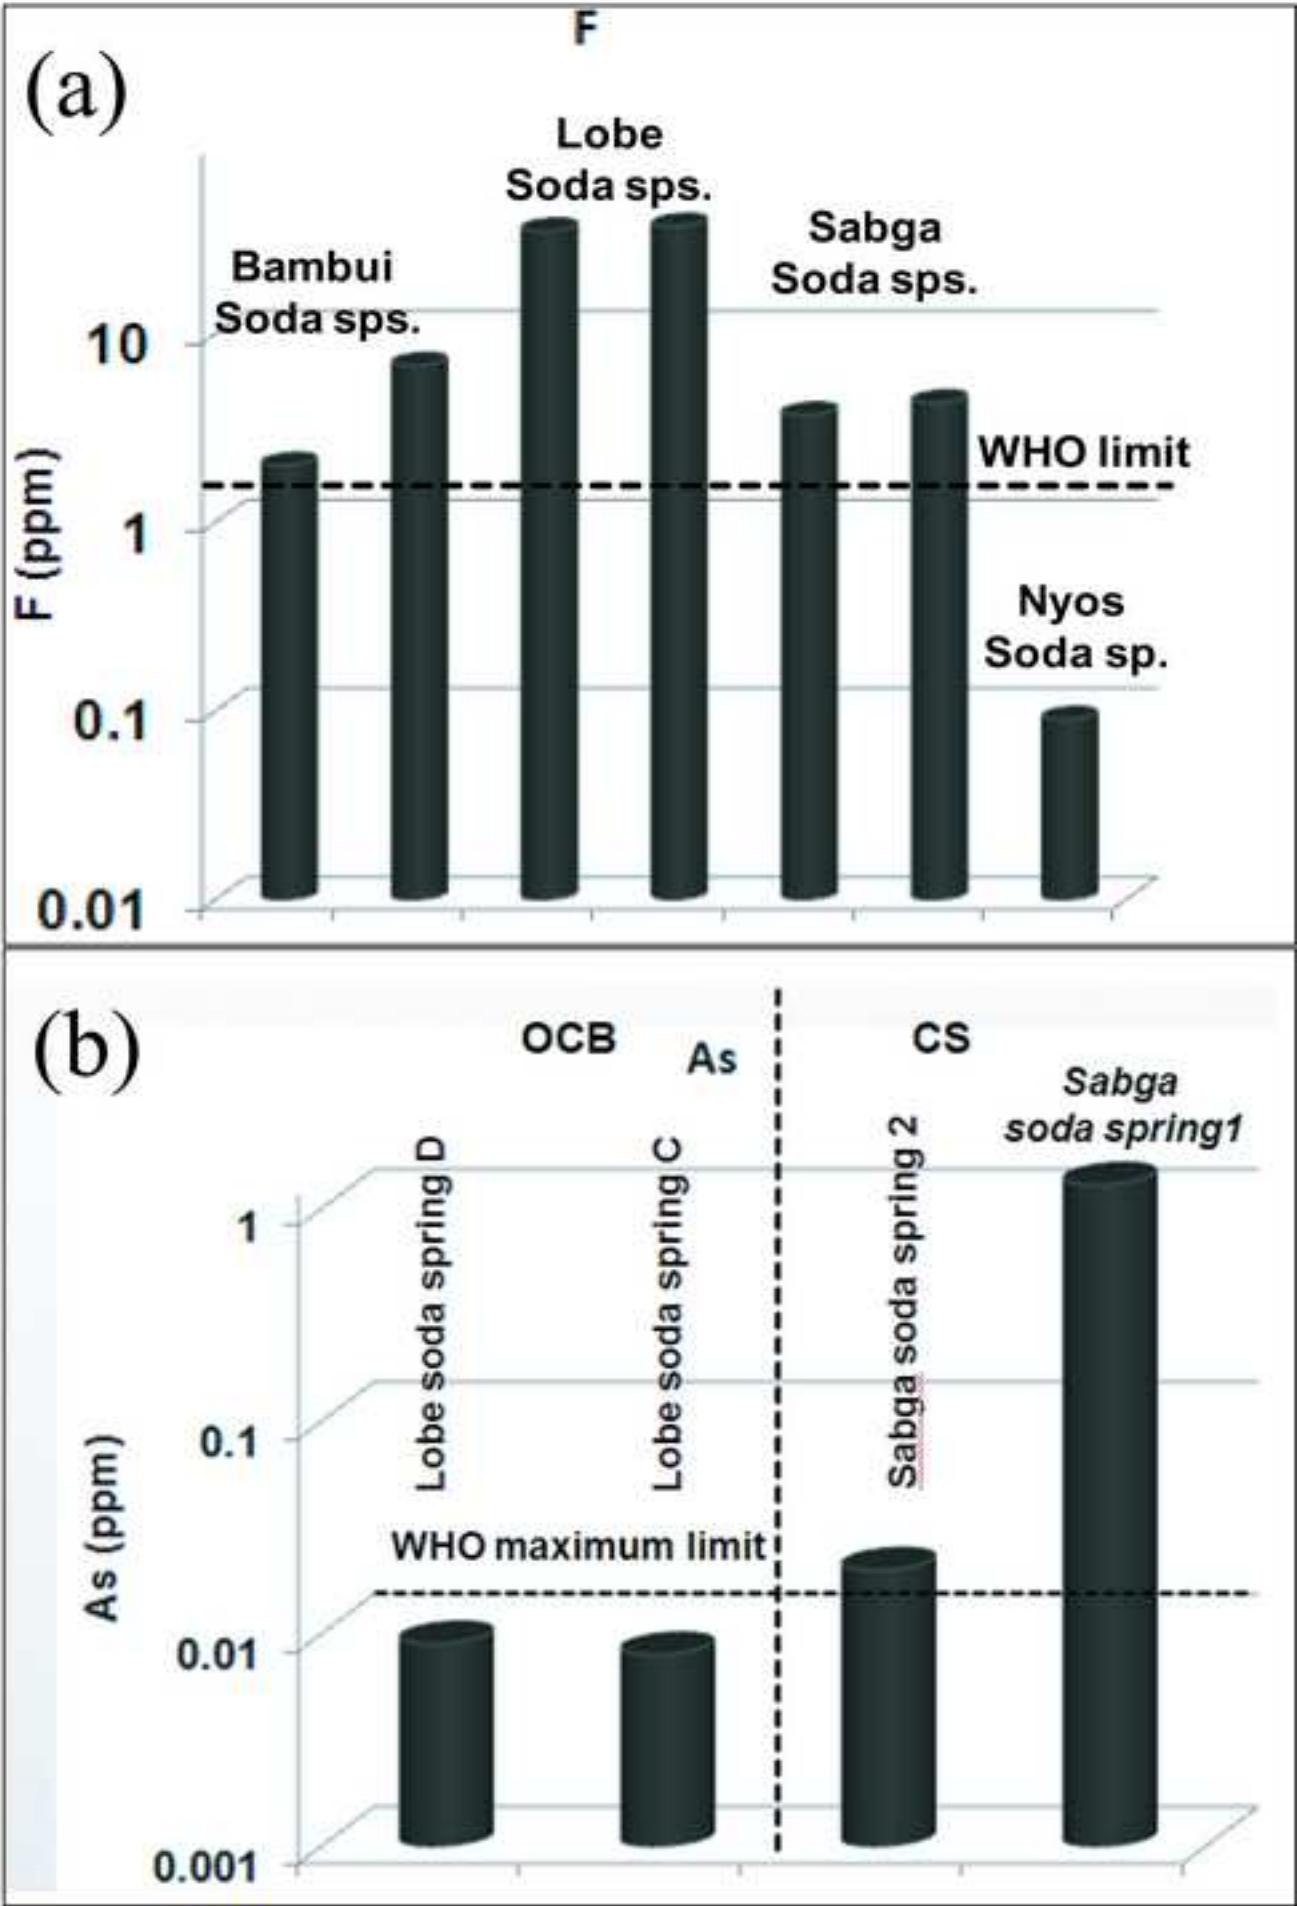 F
(a)
Lobe
Soda sps.
Sabga
Soda sps.
Bambui
Soda sps.
10
WHO limit
1
F (ppm)
Nyos
Soda sp.
0.1
0.01
(b)
OCB
As
CS
Sabga
soda spring1
Lobe soda spring D
Lobe soda spring C
Sabga soda spring 2
1
0.1
As (ppm)
WHO maximum limit
0.01
0.001